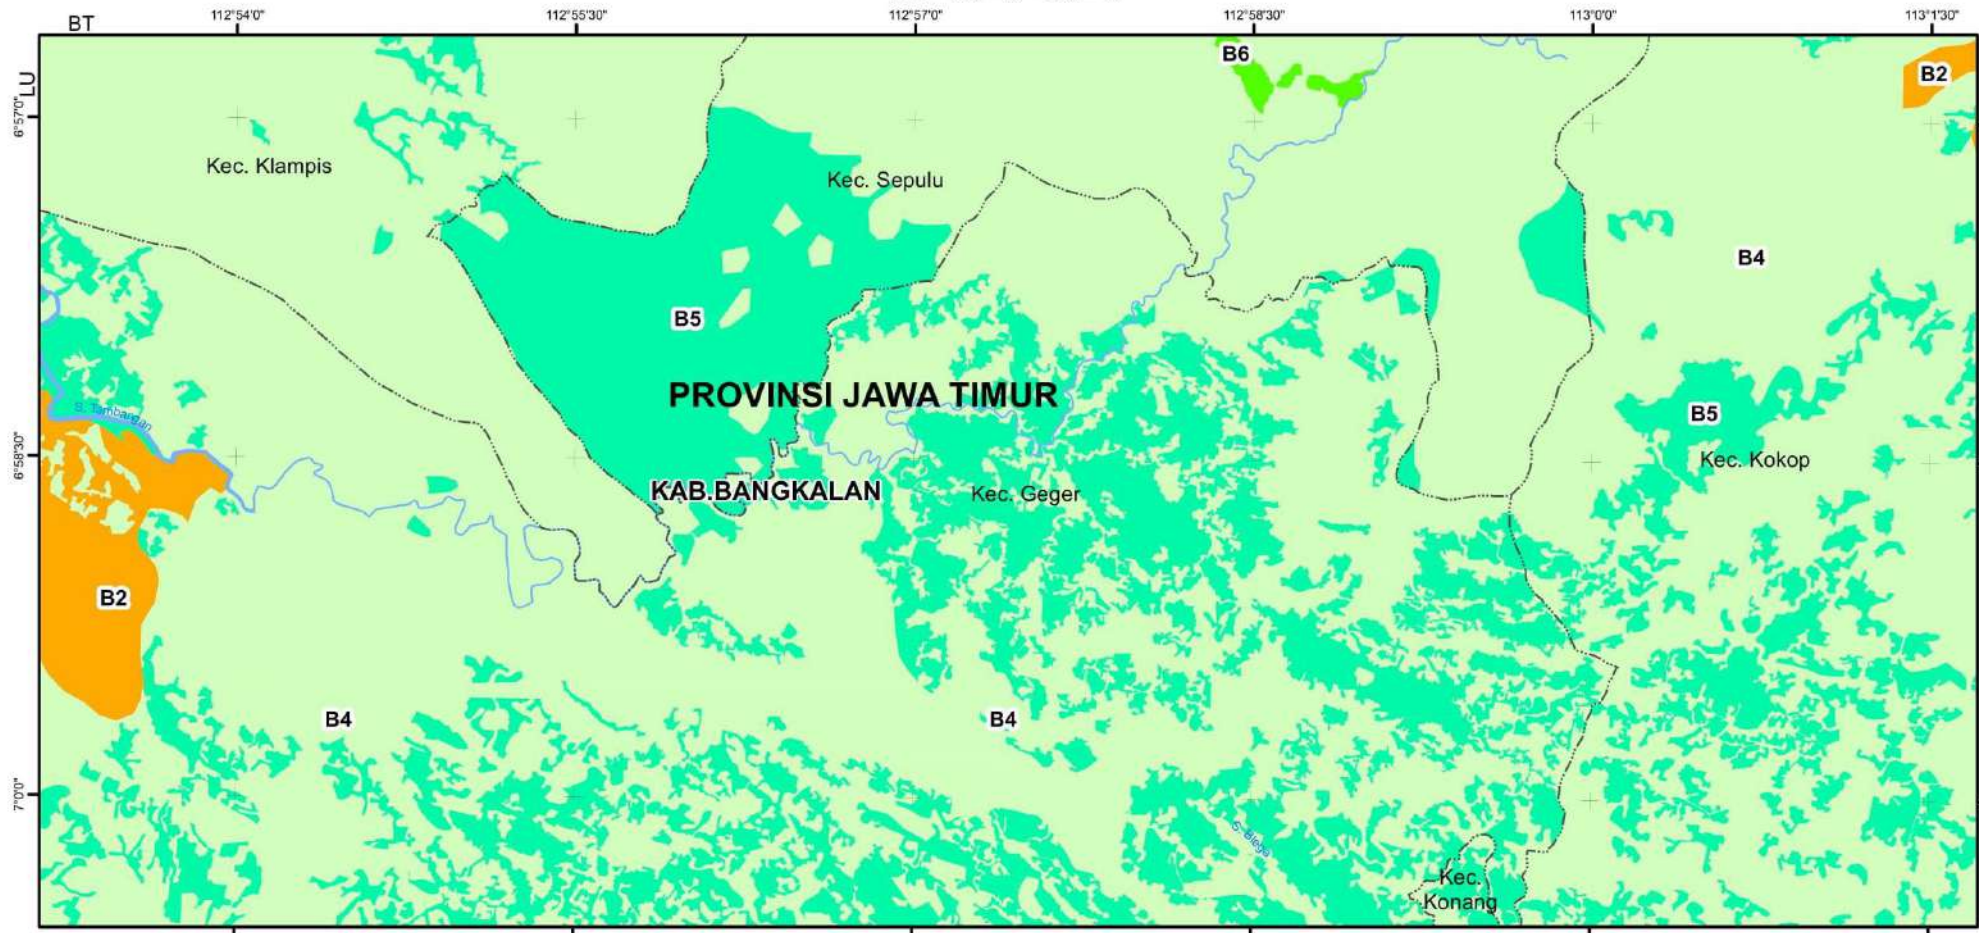 BT
112°54'0"
112°55'30"
112°57'0"
112°58'30"
113°0'0"
113°1'30"
LU
6°57'0"
6°58'30"
7°0'0"
B6
B2
Kec. Klampis
Kec. Sepulu
B4
B5
PROVINSI JAWA TIMUR
S. Tambangan
B5
Kec. Kokop
KAB.BANGKALAN
Kec. Geger
B2
B4
B4
S. Blega
Kec.
Konang